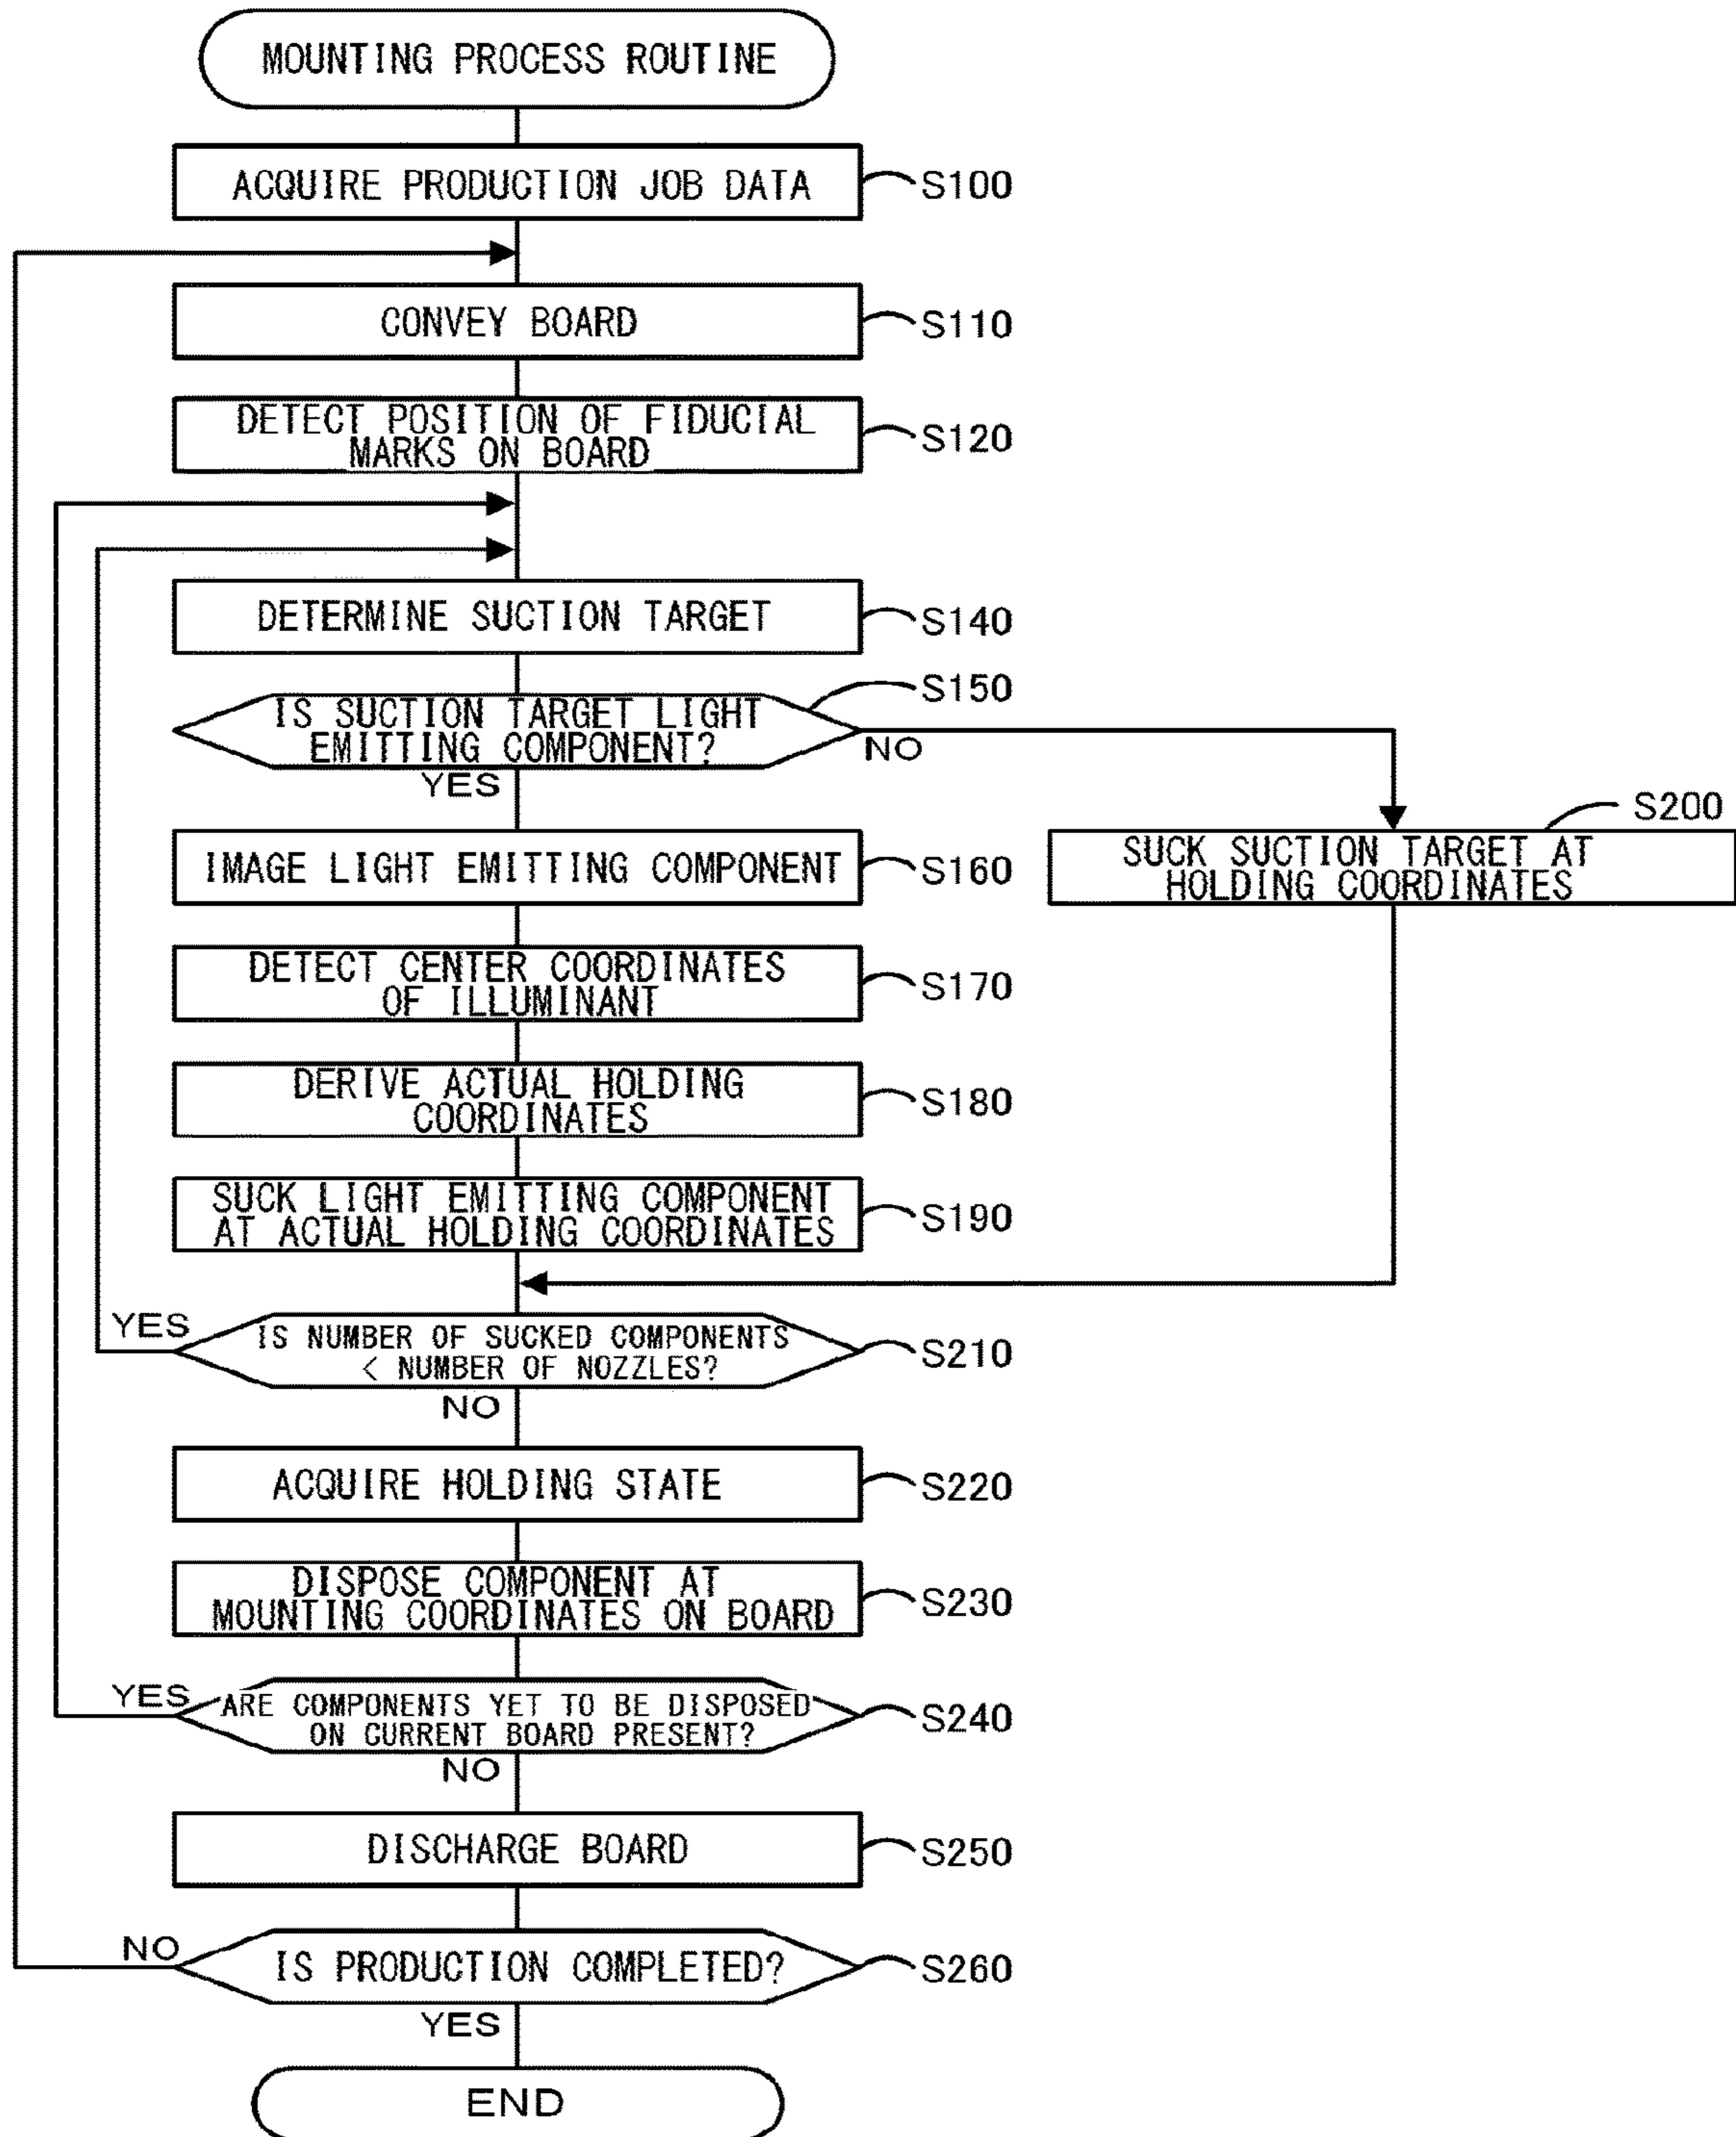 MOUNTING PROCESS ROUTINE
ACQUIRE PRODUCTION JOB DATA
S100
CONVEY BOARD
S110
DETECT POSITION OF FIDUCIAL
MARKS ON BOARD
S120
DETERMINE SUCTION TARGET
S140
IS SUCTION TARGET LIGHT
EMITTING COMPONENT?
S150
NO
YES
IMAGE LIGHT EMITTING COMPONENT
S160
SUCK SUCTION TARGET AT
HOLDING COORDINATES
S200
DETECT CENTER COORDINATES
OF ILLUMINANT
S170
DERIVE ACTUAL HOLDING
COORDINATES
S180
SUCK LIGHT EMITTING COMPONENT
AT ACTUAL HOLDING COORDINATES
S190
YES
IS NUMBER OF SUCKED COMPONENTS
< NUMBER OF NOZZLES?
S210
NO
ACQUIRE HOLDING STATE
S220
DISPOSE COMPONENT AT
MOUNTING COORDINATES ON BOARD
S230
YES
ARE COMPONENTS YET TO BE DISPOSED
ON CURRENT BOARD PRESENT?
S240
NO
DISCHARGE BOARD
S250
NO
IS PRODUCTION COMPLETED?
S260
YES
END